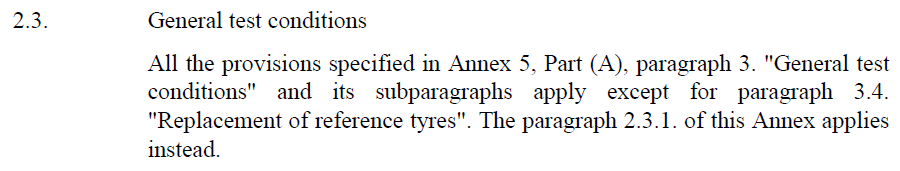 2.3. General test conditions
All the provisions specified in Annex 5, Part (A), paragraph 3. "General test
conditions" and its subparagraphs apply except for paragraph 3.4.
"Replacement of reference tyres". The paragraph 2.3.1. of this Annex applies
instead.